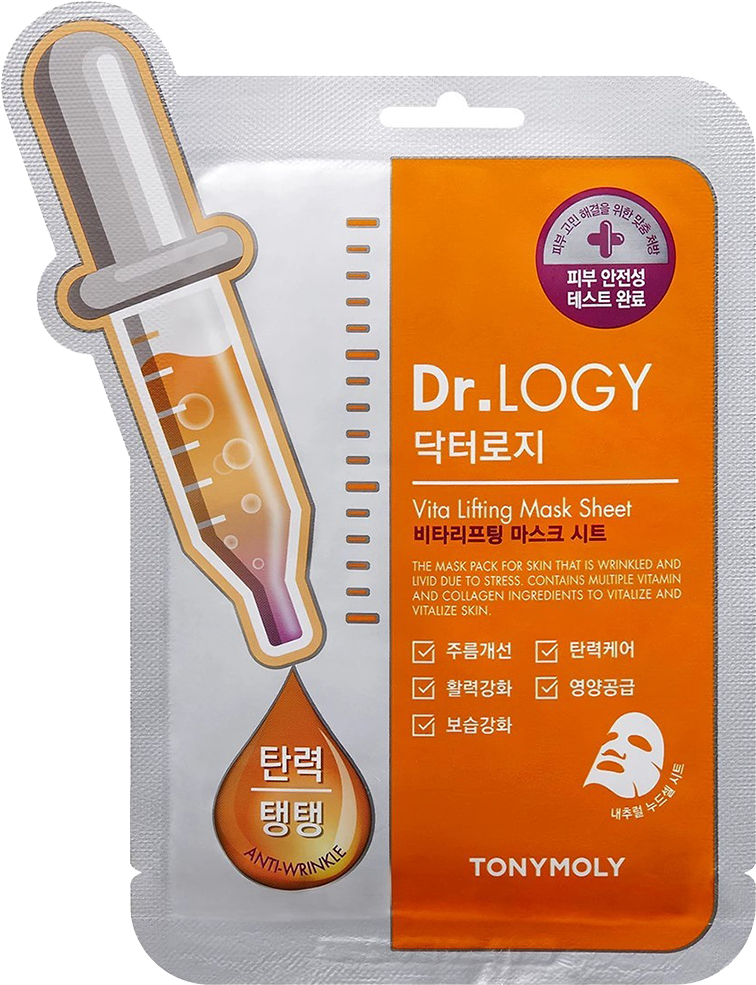 피부 고민 해결을 위한 맞춤 처방
피부 안전성
테스트 완료
Dr.LOGY
닥터로지
Vita Lifting Mask Sheet
비타리프팅 마스크 시트
THE MASK PACK FOR SKIN THAT IS WRINKLED AND
LIVID DUE TO STRESS. CONTAINS MULTIPLE VITAMIN
AND COLLAGEN INGREDIENTS TO VITALIZE AND
VITALIZE SKIN.
주름개선 탄력케어
활력강화 영양공급
보습강화
내추럴 누드셀 시트
탄력
탱탱
ANTI-WRINKLE
TONYMOLY